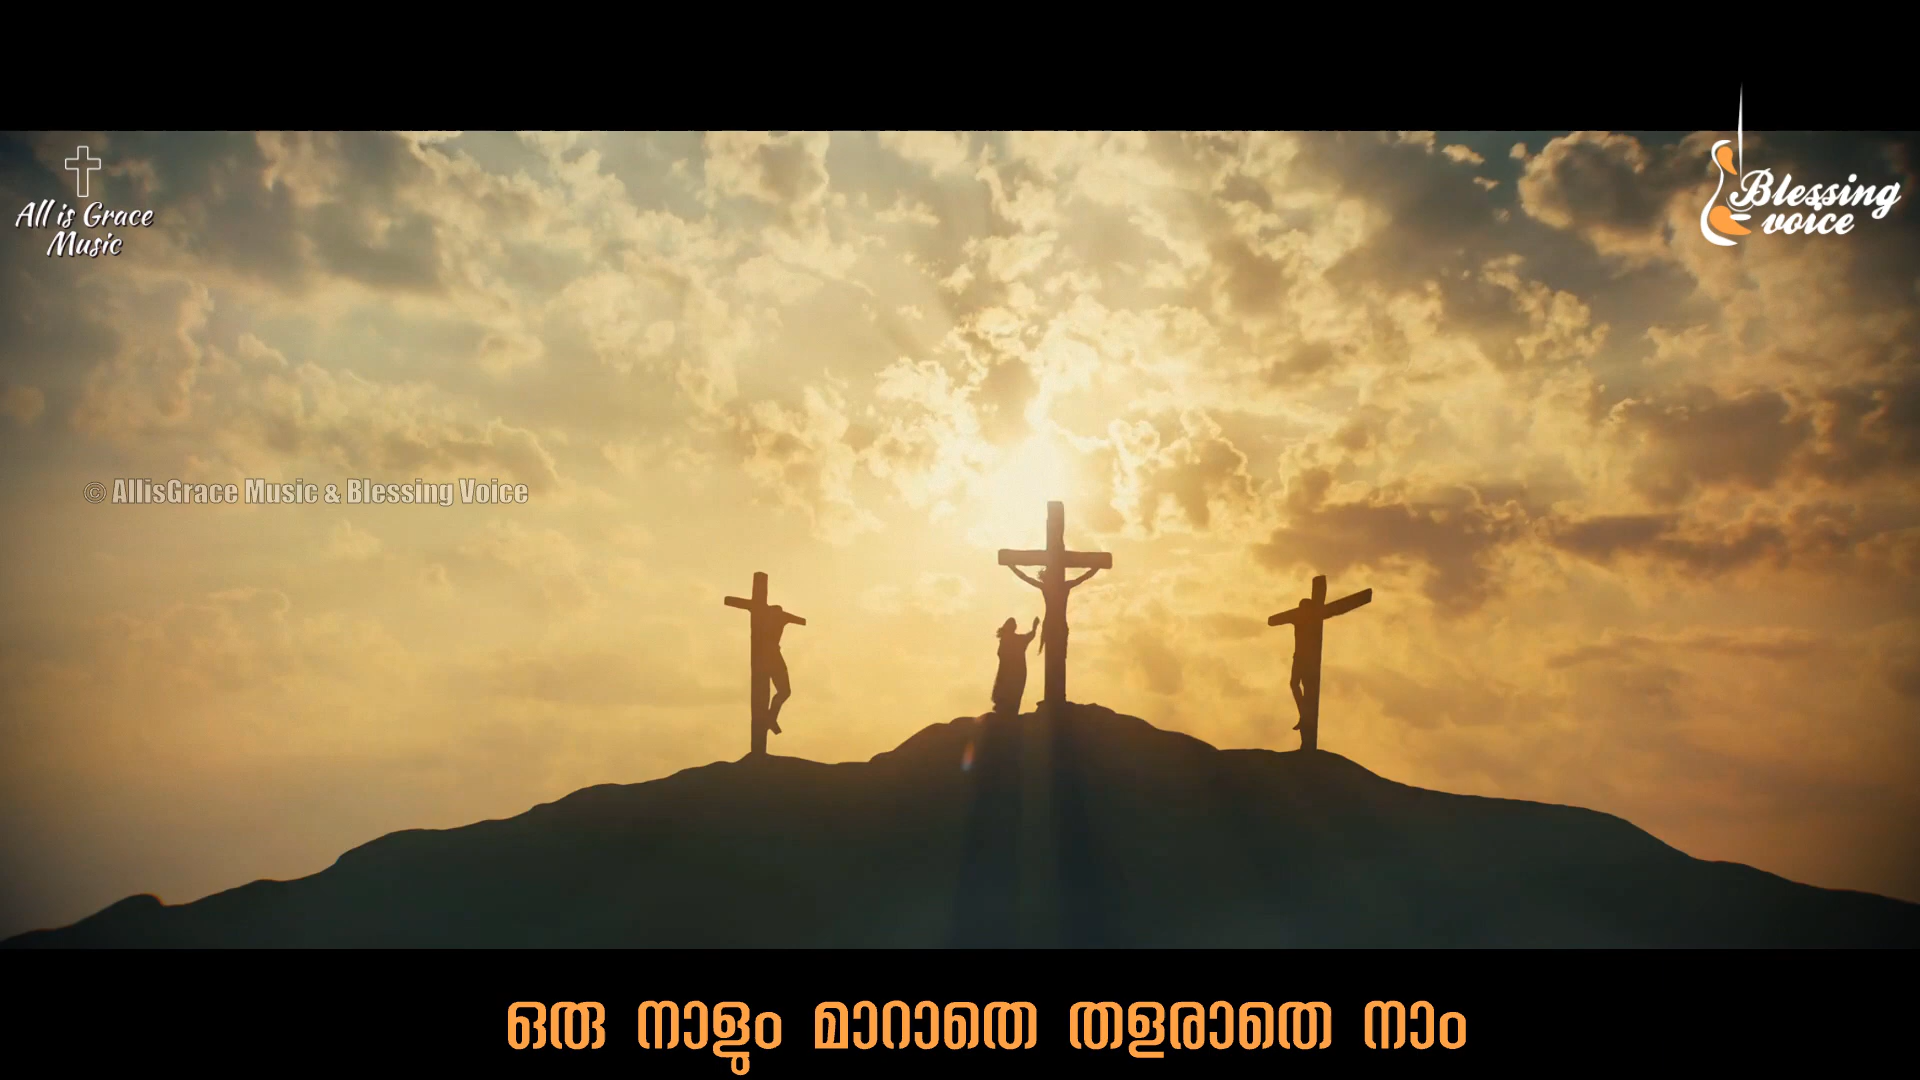 All is Grace
Music
Blessing
voice
© AllisGrace Music & Blessing Voice
ഒരു നാളും മാറാതെ തളരാതെ നാം